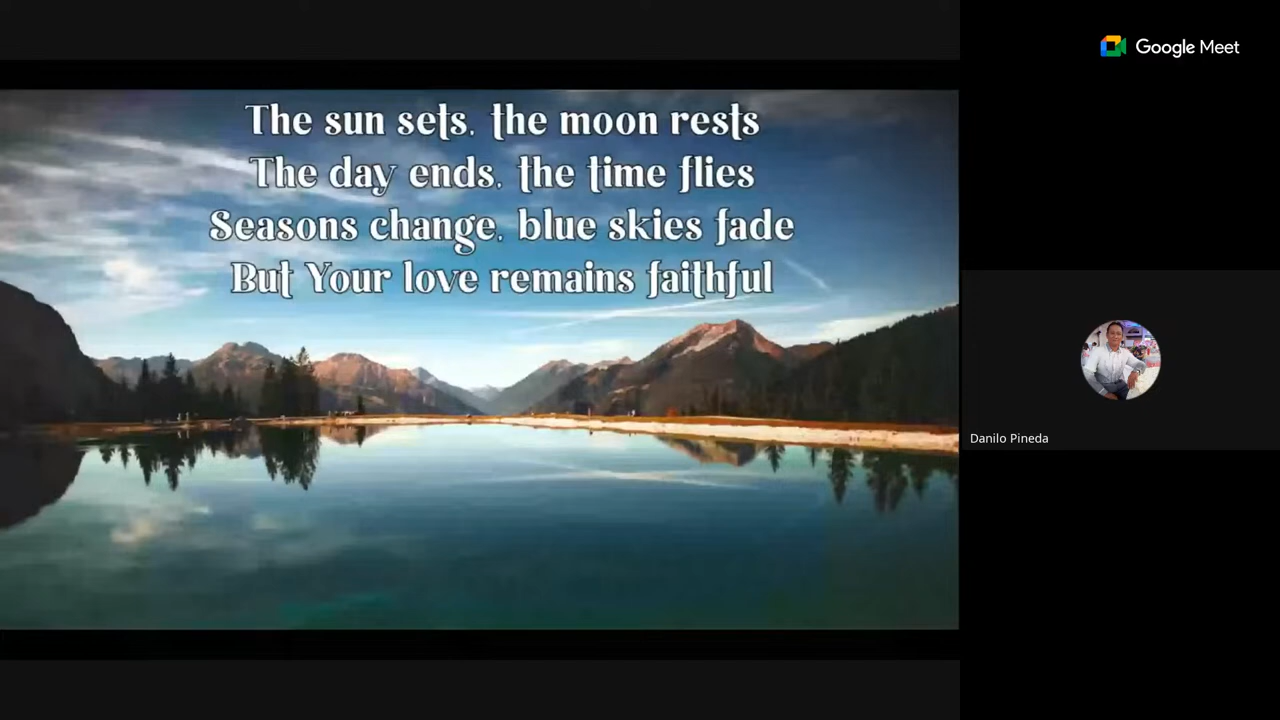 Google Meet
The sun sets, the moon rests
The day ends, the time flies
Seasons change, blue skies fade
But Your love remains faithful
Danilo Pineda